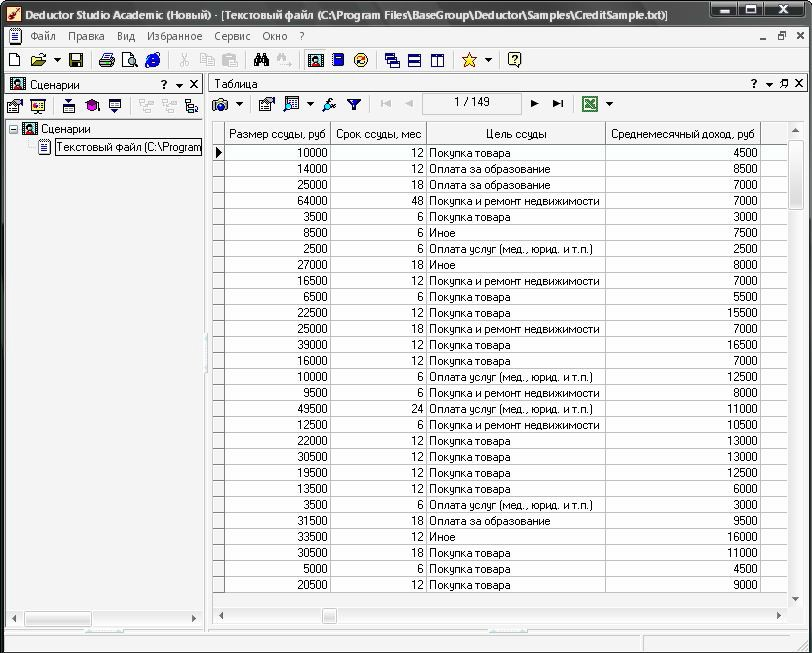 Deductor Studio Academic (Новый) - [Текстовый файл (C:\Program Files\BaseGroup\Deductor\Samples\CreditSample.txt)]
Файл Правка Вид Избранное Сервис Окно ?
Сценарии ?
Таблица ?
1 / 149
Сценарии
Текстовый файл (C:\Program
Размер ссуды, руб Срок ссуды, мес Цель ссуды Среднемесячный доход, руб
10000 12 Покупка товара 4500
14000 12 Оплата за образование 8500
25000 18 Оплата за образование 7000
64000 48 Покупка и ремонт недвижимости 7000
3500 6 Покупка товара 3000
8500 6 Иное 7500
2500 6 Оплата услуг (мед., юрид. и т.п.) 2500
27000 18 Иное 8000
16500 12 Покупка и ремонт недвижимости 7000
6500 6 Покупка товара 5500
22500 12 Покупка товара 15500
25000 18 Покупка и ремонт недвижимости 7000
39000 12 Покупка товара 16500
16000 12 Покупка товара 7000
10000 6 Оплата услуг (мед., юрид. и т.п.) 12500
9500 6 Покупка и ремонт недвижимости 8000
49500 24 Оплата услуг (мед., юрид. и т.п.) 11000
12500 6 Покупка и ремонт недвижимости 10500
22000 12 Покупка товара 13000
30500 12 Покупка товара 13000
19500 12 Покупка товара 12500
13500 12 Покупка товара 6000
3500 6 Оплата услуг (мед., юрид. и т.п.) 3000
31500 18 Оплата за образование 9500
33500 12 Иное 16000
30500 18 Покупка товара 11000
5000 6 Покупка товара 4500
20500 12 Покупка товара 9000